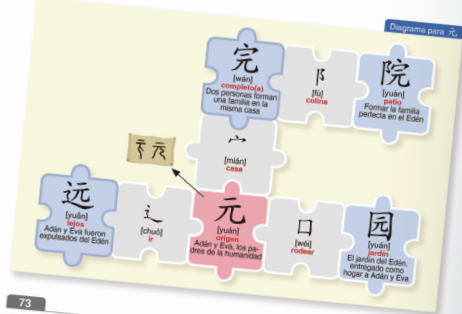 Diagrama para 元
完
[wán]
completo(a)
Dos personas forman
una familia en la
misma casa
阝
[fù]
colina
院
[yuàn]
patio
Formar la familia
perfecta en el Edén
宀
[mián]
casa
远
[yuǎn]
lejos
Adán y Eva fueron
expulsados del Edén
辶
[chuò]
ir
元
[yuán]
origen
Adán y Eva, los pa-
dres de la humanidad
口
[wéi]
rodear
园
[yuán]
jardín
El jardín del Edén,
entregado como
hogar a Adán y Eva
73